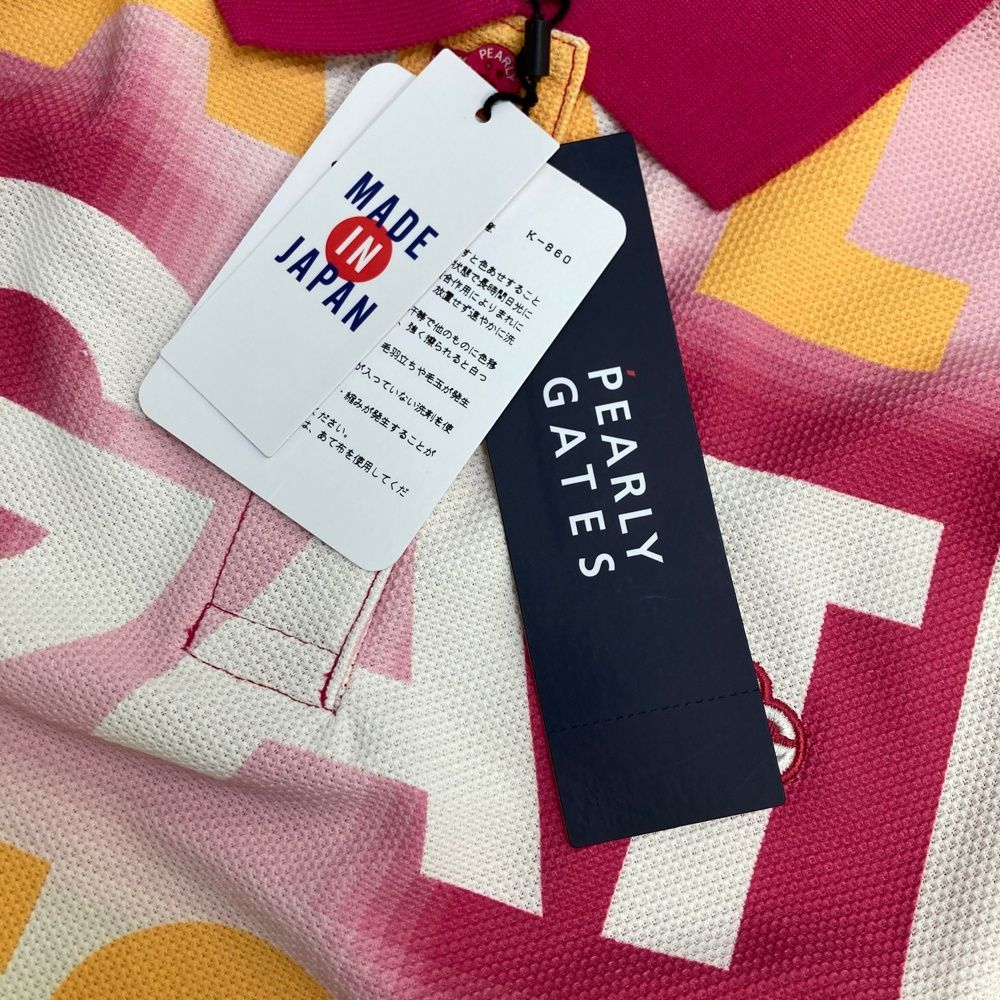 PEARLY
MADE
IN
JAPAN
K-860
すと色あせすること
状態で長時間日光に
合作用によりまれに
放置せず速やかに洗
汗等で他のものに色移
、強く擦られると白っ
毛羽立ちや毛玉が発生
が入っていない洗剤を使
・縮みが発生することが
ください。
は、あて布を使用してくだ
PEARLY
GATES